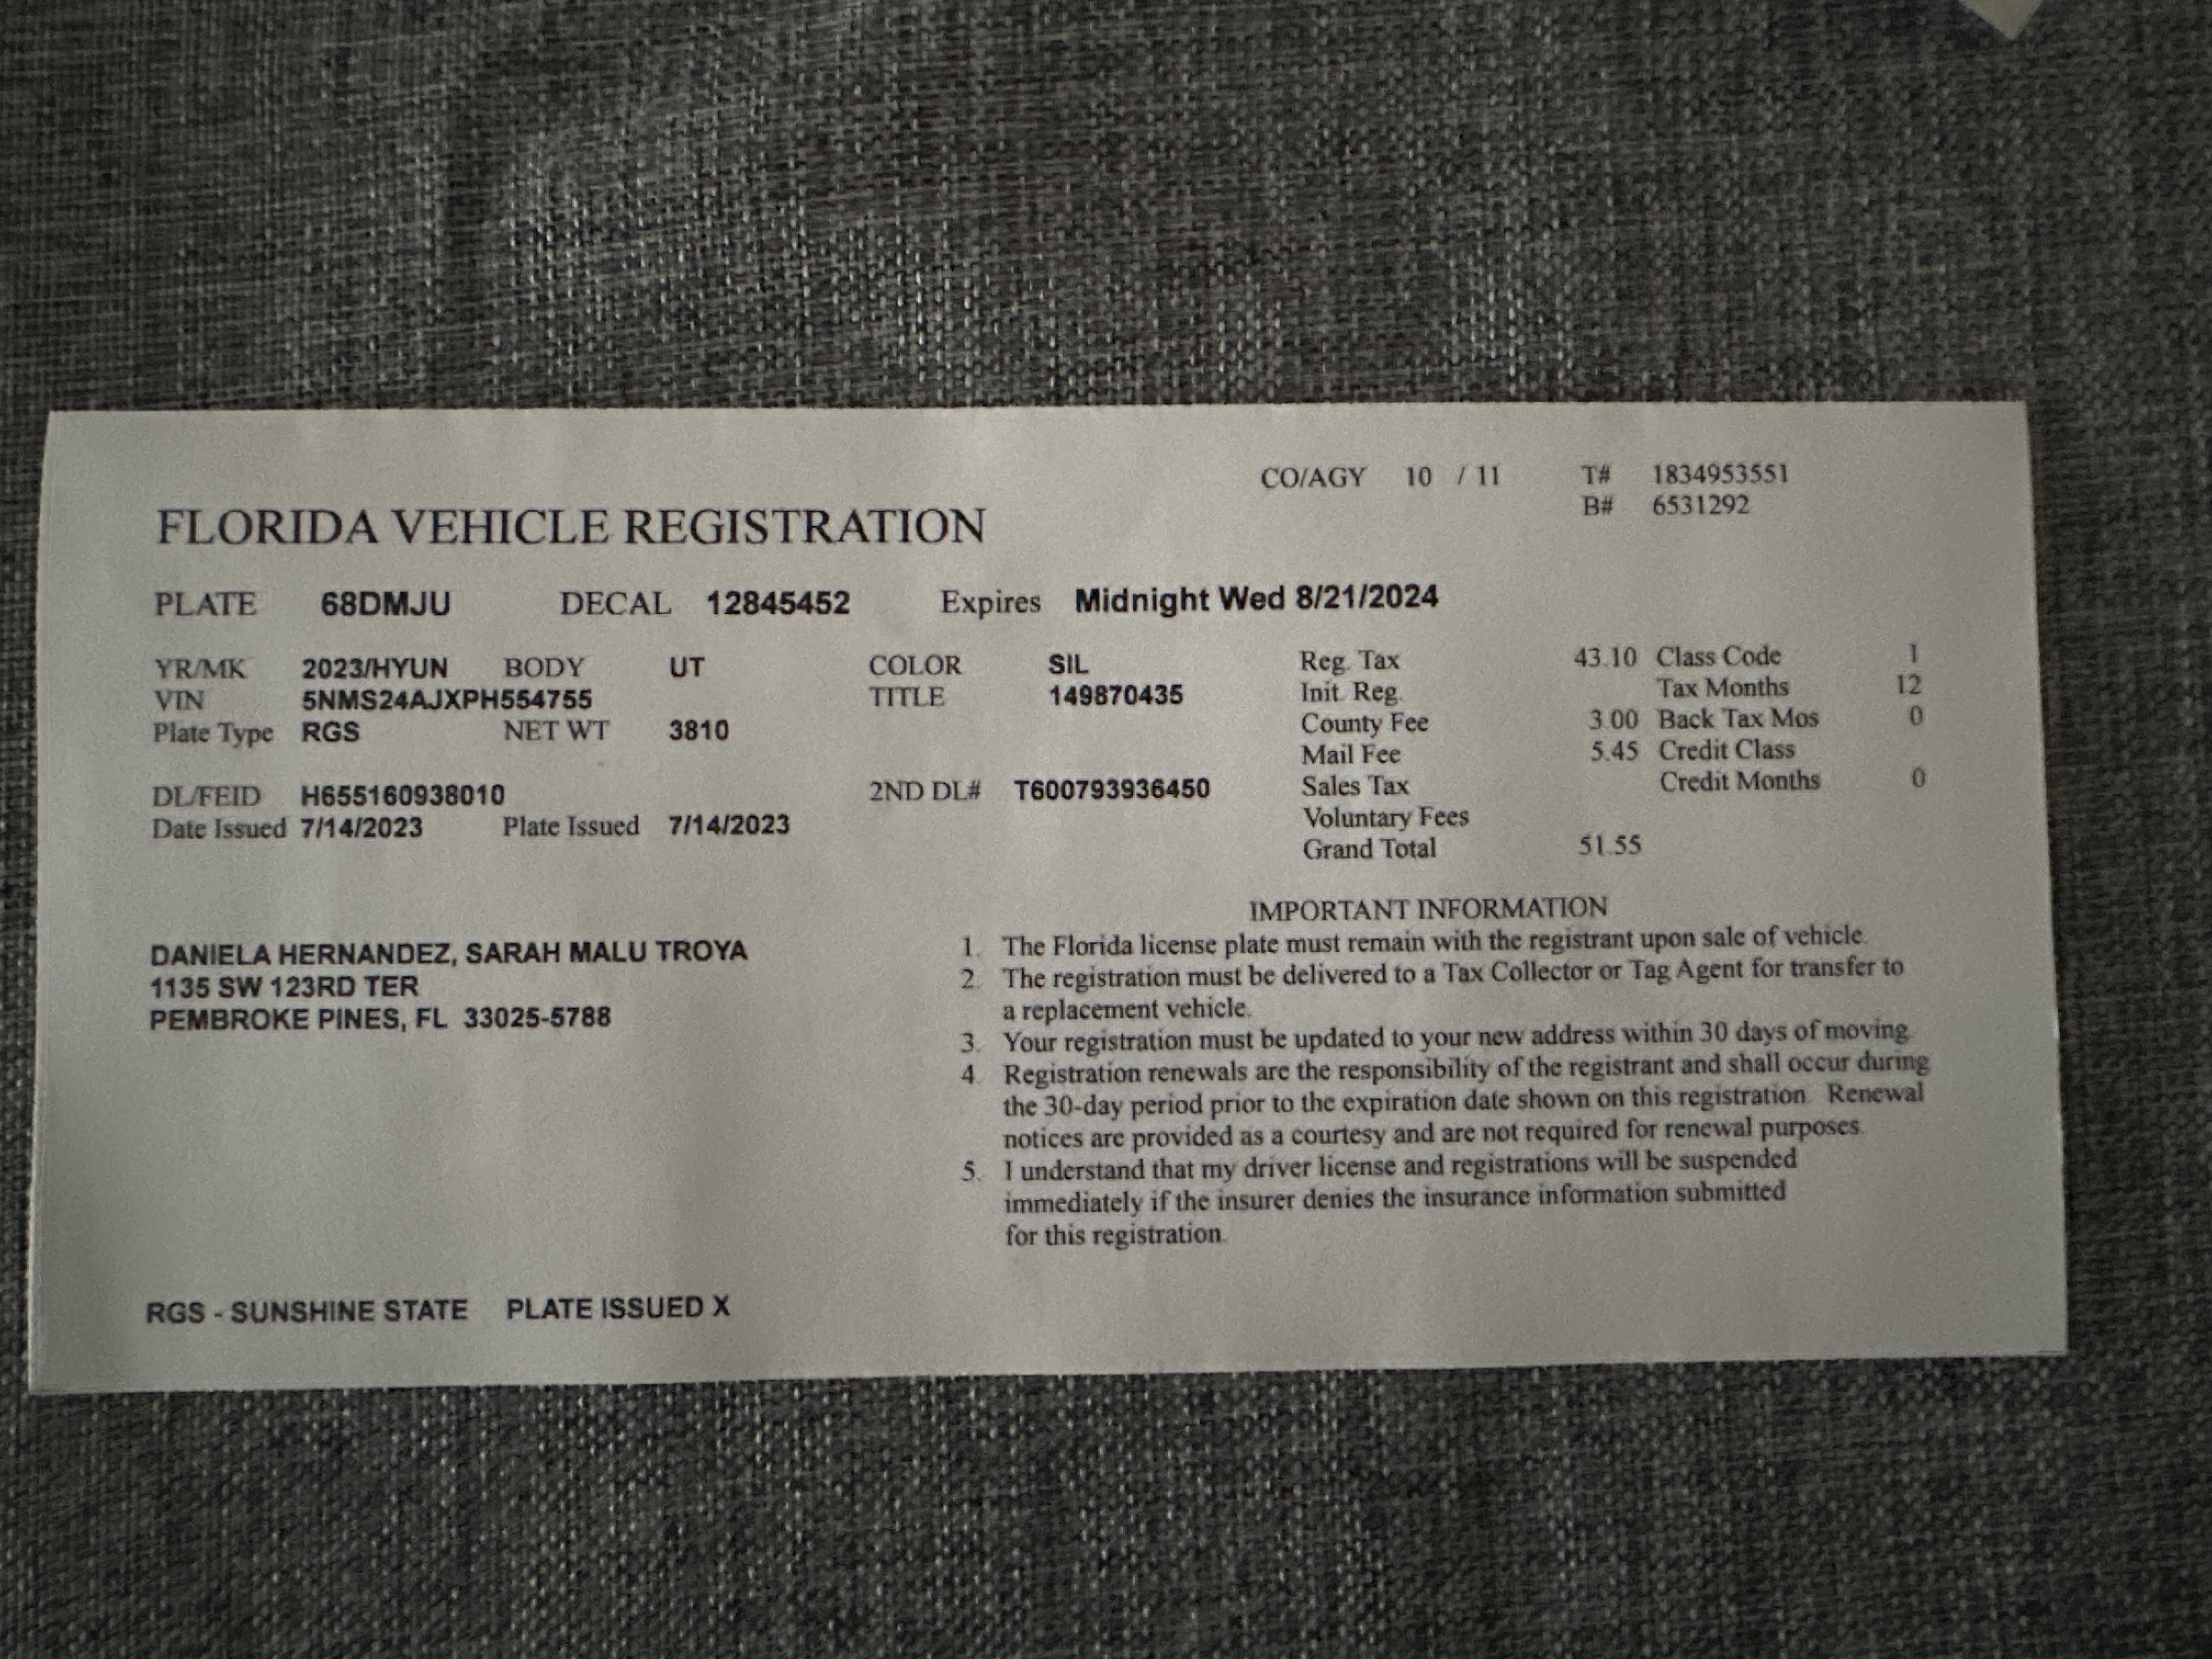 CO/AGY 10 / 11 T# 1834953551
B# 6531292
FLORIDA VEHICLE REGISTRATION
PLATE 68DMJU DECAL 12845452 Expires Midnight Wed 8/21/2024
YR/MK 2023/HYUN BODY UT COLOR SIL Reg. Tax 43.10 Class Code 1
VIN 5NMS24AJXPH554755 TITLE 149870435 Init. Reg. Tax Months 12
Plate Type RGS NET WT 3810 County Fee 3.00 Back Tax Mos 0
Mail Fee 5.45 Credit Class
DL/FEID H655160938010 2ND DL# T600793936450 Sales Tax Credit Months 0
Date Issued 7/14/2023 Plate Issued 7/14/2023 Voluntary Fees
Grand Total 51.55
DANIELA HERNANDEZ, SARAH MALU TROYA
1135 SW 123RD TER
PEMBROKE PINES, FL 33025-5788
IMPORTANT INFORMATION
1. The Florida license plate must remain with the registrant upon sale of vehicle.
2. The registration must be delivered to a Tax Collector or Tag Agent for transfer to
a replacement vehicle.
3. Your registration must be updated to your new address within 30 days of moving.
4. Registration renewals are the responsibility of the registrant and shall occur during
the 30-day period prior to the expiration date shown on this registration. Renewal
notices are provided as a courtesy and are not required for renewal purposes.
5. I understand that my driver license and registrations will be suspended
immediately if the insurer denies the insurance information submitted
for this registration.
RGS - SUNSHINE STATE PLATE ISSUED X